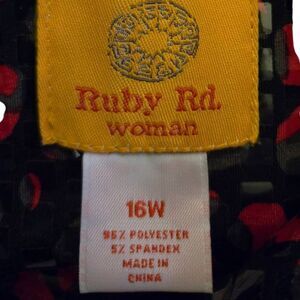 Ruby Rd.
woman
16W
95% POLYESTER
5% SPANDEX
MADE IN
CHINA